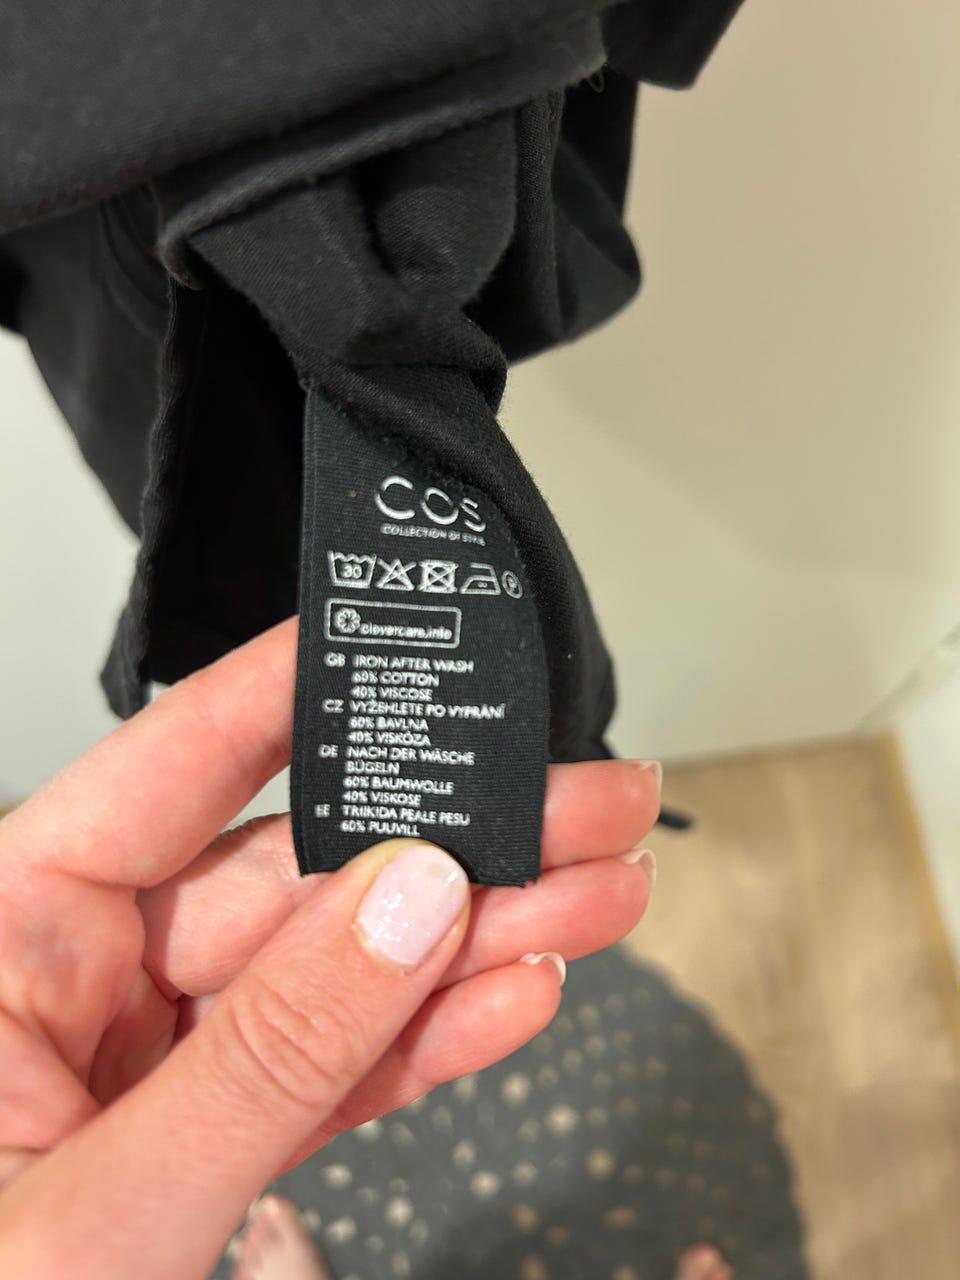 COS
COLLECTION OF STYLE
30
P
clevercare.info
GB IRON AFTER WASH
60% COTTON
40% VISCOSE
CZ VYŽEHLETE PO VYPRÁNÍ
60% BAVLNA
40% VISKÓZA
DE NACH DER WÄSCHE
BÜGELN
60% BAUMWOLLE
40% VISKOSE
EE TRIIKIDA PEALE PESU
60% PUUVILL